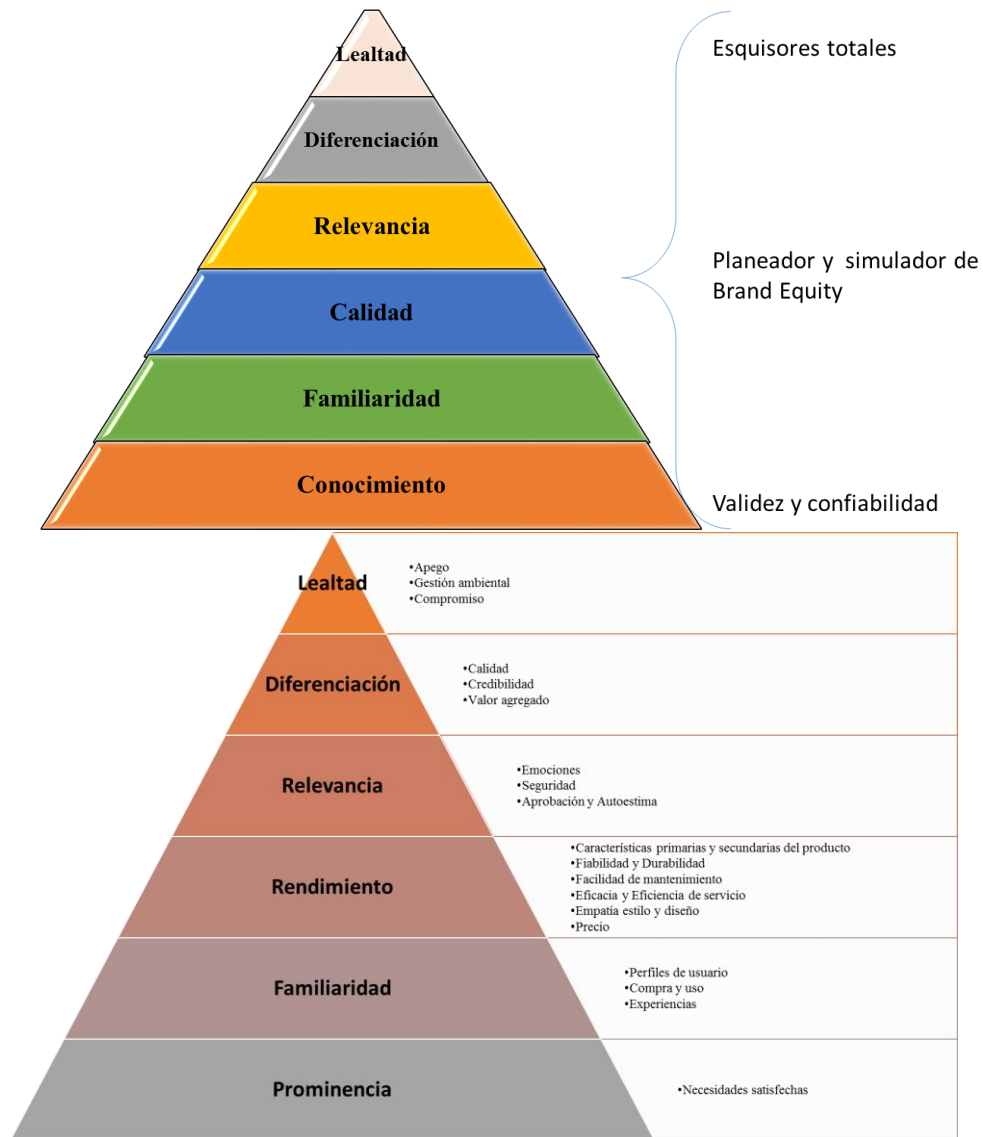 Lealtad
Diferenciación
Relevancia
Calidad
Familiaridad
Conocimiento
Esquisores totales
Planeador y simulador de
Brand Equity
Validez y confiabilidad
Lealtad
•Apego
•Gestión ambiental
•Compromiso
Diferenciación
•Calidad
•Credibilidad
•Valor agregado
Relevancia
•Emociones
•Seguridad
•Aprobación y Autoestima
Rendimiento
•Características primarias y secundarias del producto
•Fiabilidad y Durabilidad
•Facilidad de mantenimiento
•Eficacia y Eficiencia de servicio
•Empatía estilo y diseño
•Precio
Familiaridad
•Perfiles de usuario
•Compra y uso
•Experiencias
Prominencia
•Necesidades satisfechas